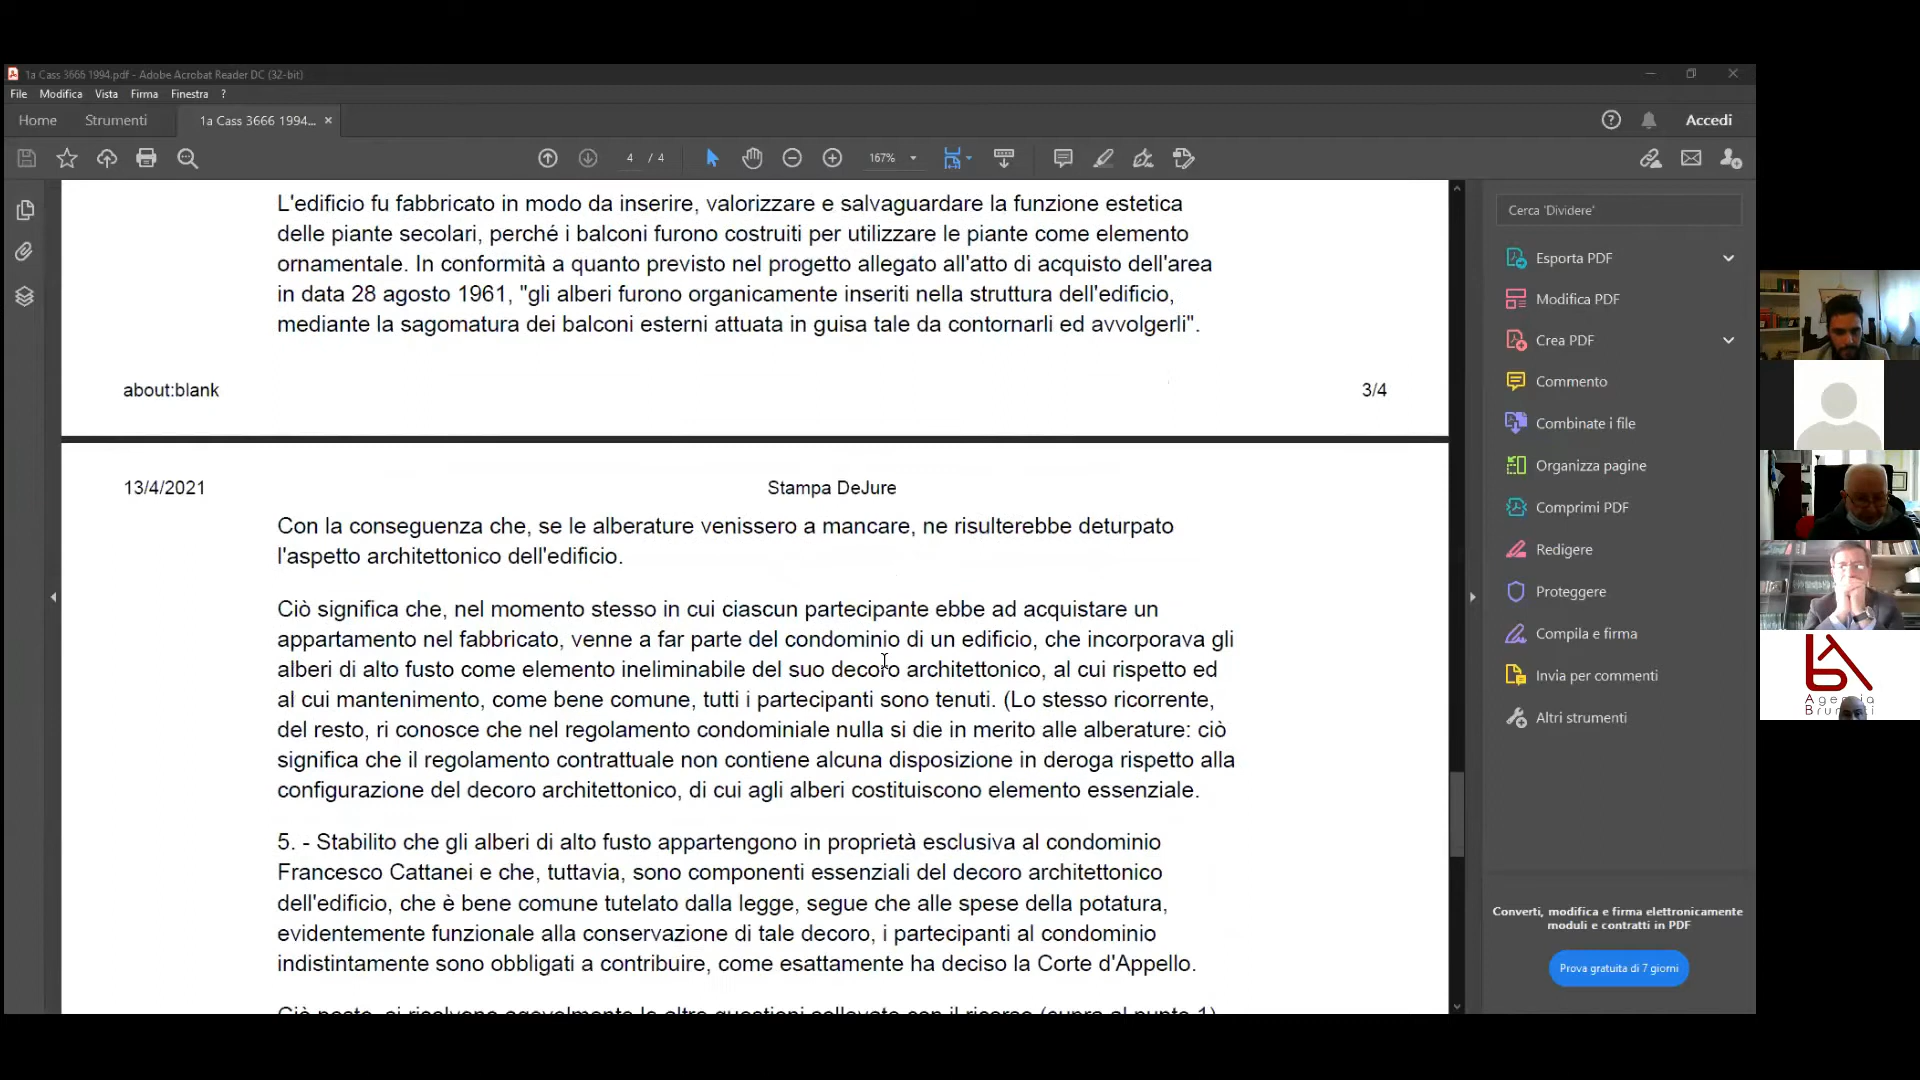 1a Cass 3666 1994.pdf - Adobe Acrobat Reader DC (32-bit)
File Modifica Vista Firma Finestra ?
Home Strumenti 1a Cass 3666 1994... × Accedi
4 / 4 167%
L'edificio fu fabbricato in modo da inserire, valorizzare e salvaguardare la funzione estetica
delle piante secolari, perché i balconi furono costruiti per utilizzare le piante come elemento
ornamentale. In conformità a quanto previsto nel progetto allegato all'atto di acquisto dell'area
in data 28 agosto 1961, "gli alberi furono organicamente inseriti nella struttura dell'edificio,
mediante la sagomatura dei balconi esterni attuata in guisa tale da contornarli ed avvolgerli".
about:blank 3/4
13/4/2021 Stampa DeJure
Con la conseguenza che, se le alberature venissero a mancare, ne risulterebbe deturpato
l'aspetto architettonico dell'edificio.
Ciò significa che, nel momento stesso in cui ciascun partecipante ebbe ad acquistare un
appartamento nel fabbricato, venne a far parte del condominio di un edificio, che incorporava gli
alberi di alto fusto come elemento ineliminabile del suo decoro architettonico, al cui rispetto ed
al cui mantenimento, come bene comune, tutti i partecipanti sono tenuti. (Lo stesso ricorrente,
del resto, ri conosce che nel regolamento condominiale nulla si die in merito alle alberature: ciò
significa che il regolamento contrattuale non contiene alcuna disposizione in deroga rispetto alla
configurazione del decoro architettonico, di cui agli alberi costituiscono elemento essenziale.
5. - Stabilito che gli alberi di alto fusto appartengono in proprietà esclusiva al condominio
Francesco Cattanei e che, tuttavia, sono componenti essenziali del decoro architettonico
dell'edificio, che è bene comune tutelato dalla legge, segue che alle spese della potatura,
evidentemente funzionale alla conservazione di tale decoro, i partecipanti al condominio
indistintamente sono obbligati a contribuire, come esattamente ha deciso la Corte d'Appello.
Ciò posto, si risolvono agevolmente le altre questioni sollevate con il ricorso (supra al punto 1)
Cerca 'Dividere'
Esporta PDF
Modifica PDF
Crea PDF
Commento
Combinate i file
Organizza pagine
Comprimi PDF
Redigere
Proteggere
Compila e firma
Invia per commenti
Altri strumenti
Converti, modifica e firma elettronicamente
moduli e contratti in PDF
Prova gratuita di 7 giorni